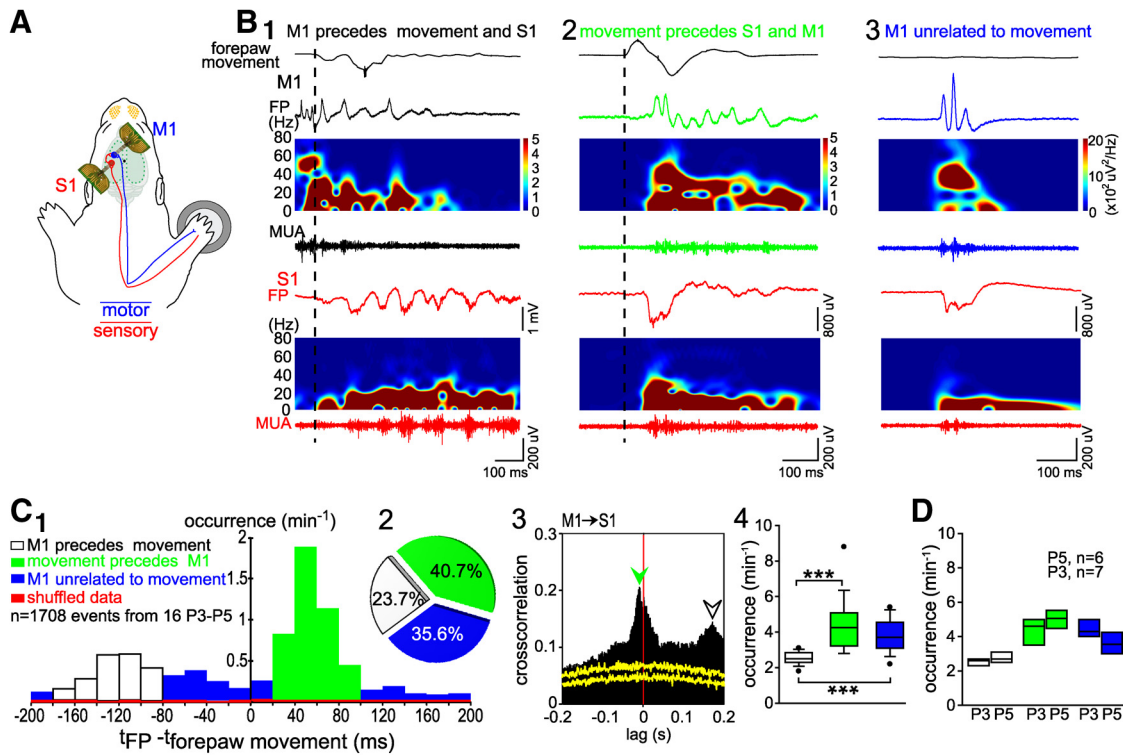 A
M1
S1
motor
sensory
B
1 M1 precedes movement and S1
2 movement precedes S1 and M1
3 M1 unrelated to movement
forepaw
movement
M1
FP
(Hz)
80
60
40
20
0
5
4
3
2
1
0
5
4
3
2
1
0
20
10
0
(x10² uV²/Hz)
MUA
S1
FP
1 mV
800 uV
800 uV
(Hz)
80
60
40
20
0
MUA
200 uV
100 ms
200 uV
100 ms
200 uV
100 ms
C 1
occurrence (min⁻¹)
M1 precedes movement
movement precedes M1
M1 unrelated to movement
shuffled data
n=1708 events from 16 P3-P5
2
1.5
1
0.5
-200 -160 -120 -80 -40 0 40 80 120 160 200
tFP -tforepaw movement (ms)
2
40.7%
23.7%
35.6%
3
M1→S1
crosscorrelation
0.3
0.2
0.1
0
-0.2 -0.1 0 0.1 0.2
lag (s)
4
occurrence (min⁻¹)
10
8
6
4
2
0
***
***
D
occurrence (min⁻¹)
10
8
6
4
2
0
P5, n=6
P3, n=7
P3 P5 P3 P5 P3 P5